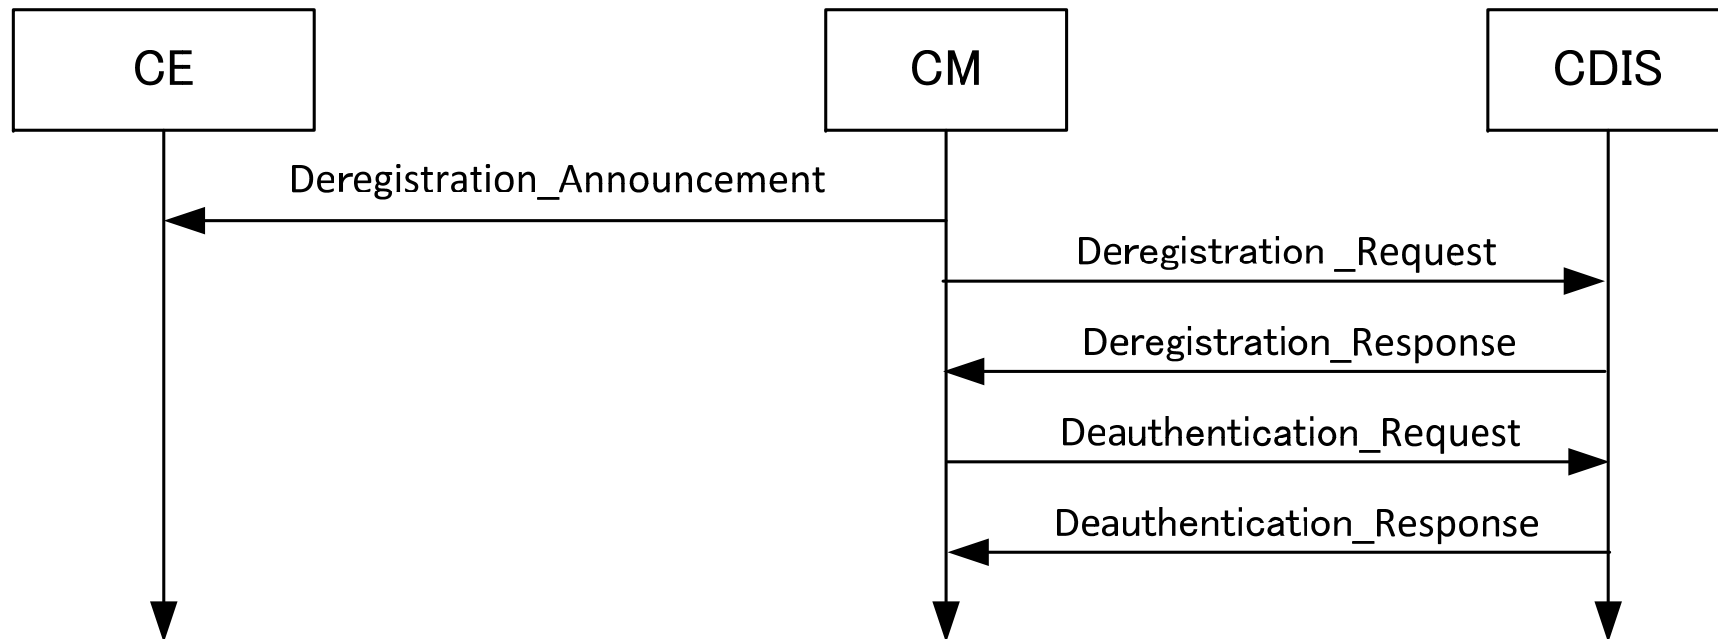 CE
CM
CDIS
Deregistration_Announcement
Deregistration _Request
Deregistration_Response
Deauthentication_Request
Deauthentication_Response